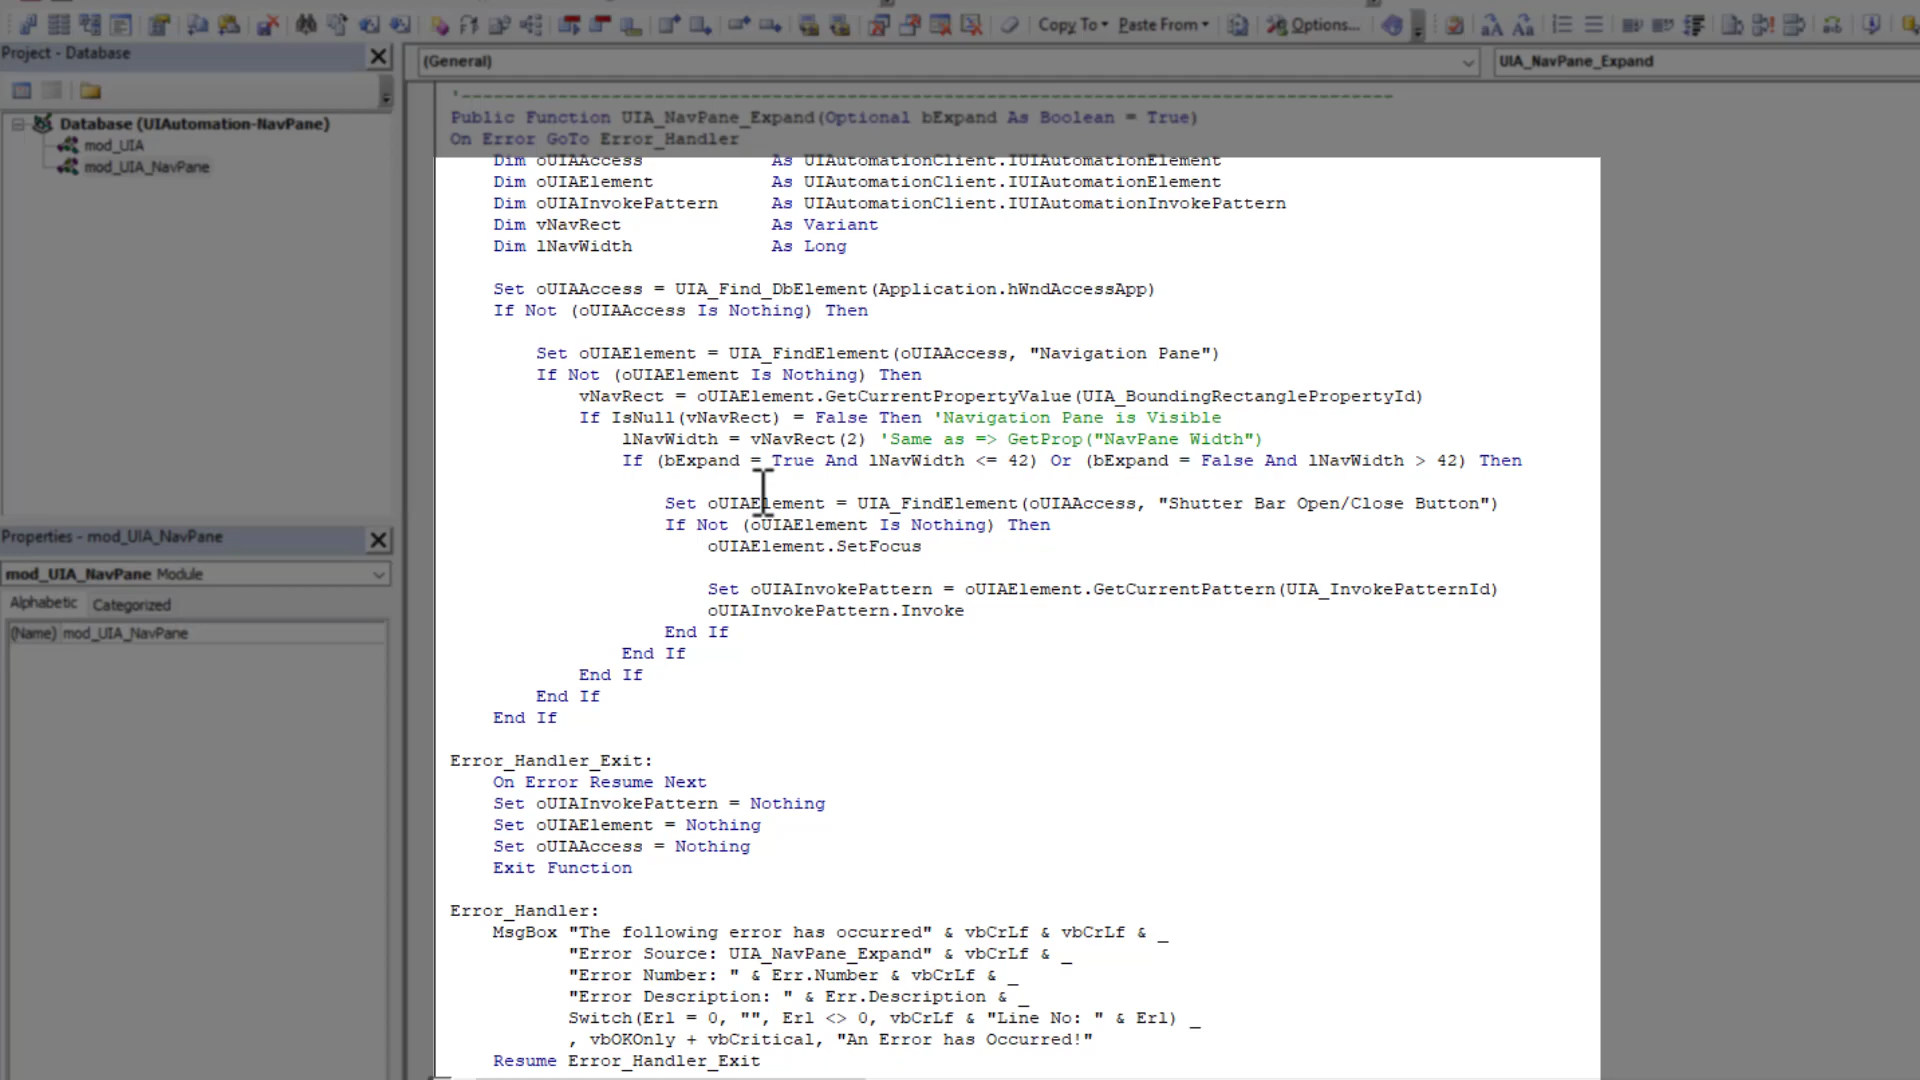 Copy To
Paste From
Options...
Project - Database
(General)
UIA_NavPane_Expand
Database (UIAutomation-NavPane)
mod_UIA
mod_UIA_NavPane
Properties - mod_UIA_NavPane
mod_UIA_NavPane Module
Alphabetic Categorized
(Name) mod_UIA_NavPane
'---------------------------------------------------------------------------------------
Public Function UIA_NavPane_Expand(Optional bExpand As Boolean = True)
On Error GoTo Error_Handler
    Dim oUIAAccess            As UIAutomationClient.IUIAutomationElement
    Dim oUIAElement           As UIAutomationClient.IUIAutomationElement
    Dim oUIAInvokePattern     As UIAutomationClient.IUIAutomationInvokePattern
    Dim vNavRect              As Variant
    Dim lNavWidth             As Long
    Set oUIAAccess = UIA_Find_DbElement(Application.hWndAccessApp)
    If Not (oUIAAccess Is Nothing) Then
        Set oUIAElement = UIA_FindElement(oUIAAccess, "Navigation Pane")
        If Not (oUIAElement Is Nothing) Then
            vNavRect = oUIAElement.GetCurrentPropertyValue(UIA_BoundingRectanglePropertyId)
            If IsNull(vNavRect) = False Then 'Navigation Pane is Visible
                lNavWidth = vNavRect(2) 'Same as => GetProp("NavPane Width")
                If (bExpand = True And lNavWidth <= 42) Or (bExpand = False And lNavWidth > 42) Then
                    Set oUIAElement = UIA_FindElement(oUIAAccess, "Shutter Bar Open/Close Button")
                    If Not (oUIAElement Is Nothing) Then
                        oUIAElement.SetFocus
                        Set oUIAInvokePattern = oUIAElement.GetCurrentPattern(UIA_InvokePatternId)
                        oUIAInvokePattern.Invoke
                    End If
                End If
            End If
        End If
    End If
Error_Handler_Exit:
    On Error Resume Next
    Set oUIAInvokePattern = Nothing
    Set oUIAElement = Nothing
    Set oUIAAccess = Nothing
    Exit Function
Error_Handler:
    MsgBox "The following error has occurred" & vbCrLf & vbCrLf & _
           "Error Source: UIA_NavPane_Expand" & vbCrLf & _
           "Error Number: " & Err.Number & vbCrLf & _
           "Error Description: " & Err.Description & _
           Switch(Erl = 0, "", Erl <> 0, vbCrLf & "Line No: " & Erl) _
           , vbOKOnly + vbCritical, "An Error has Occurred!"
    Resume Error_Handler_Exit